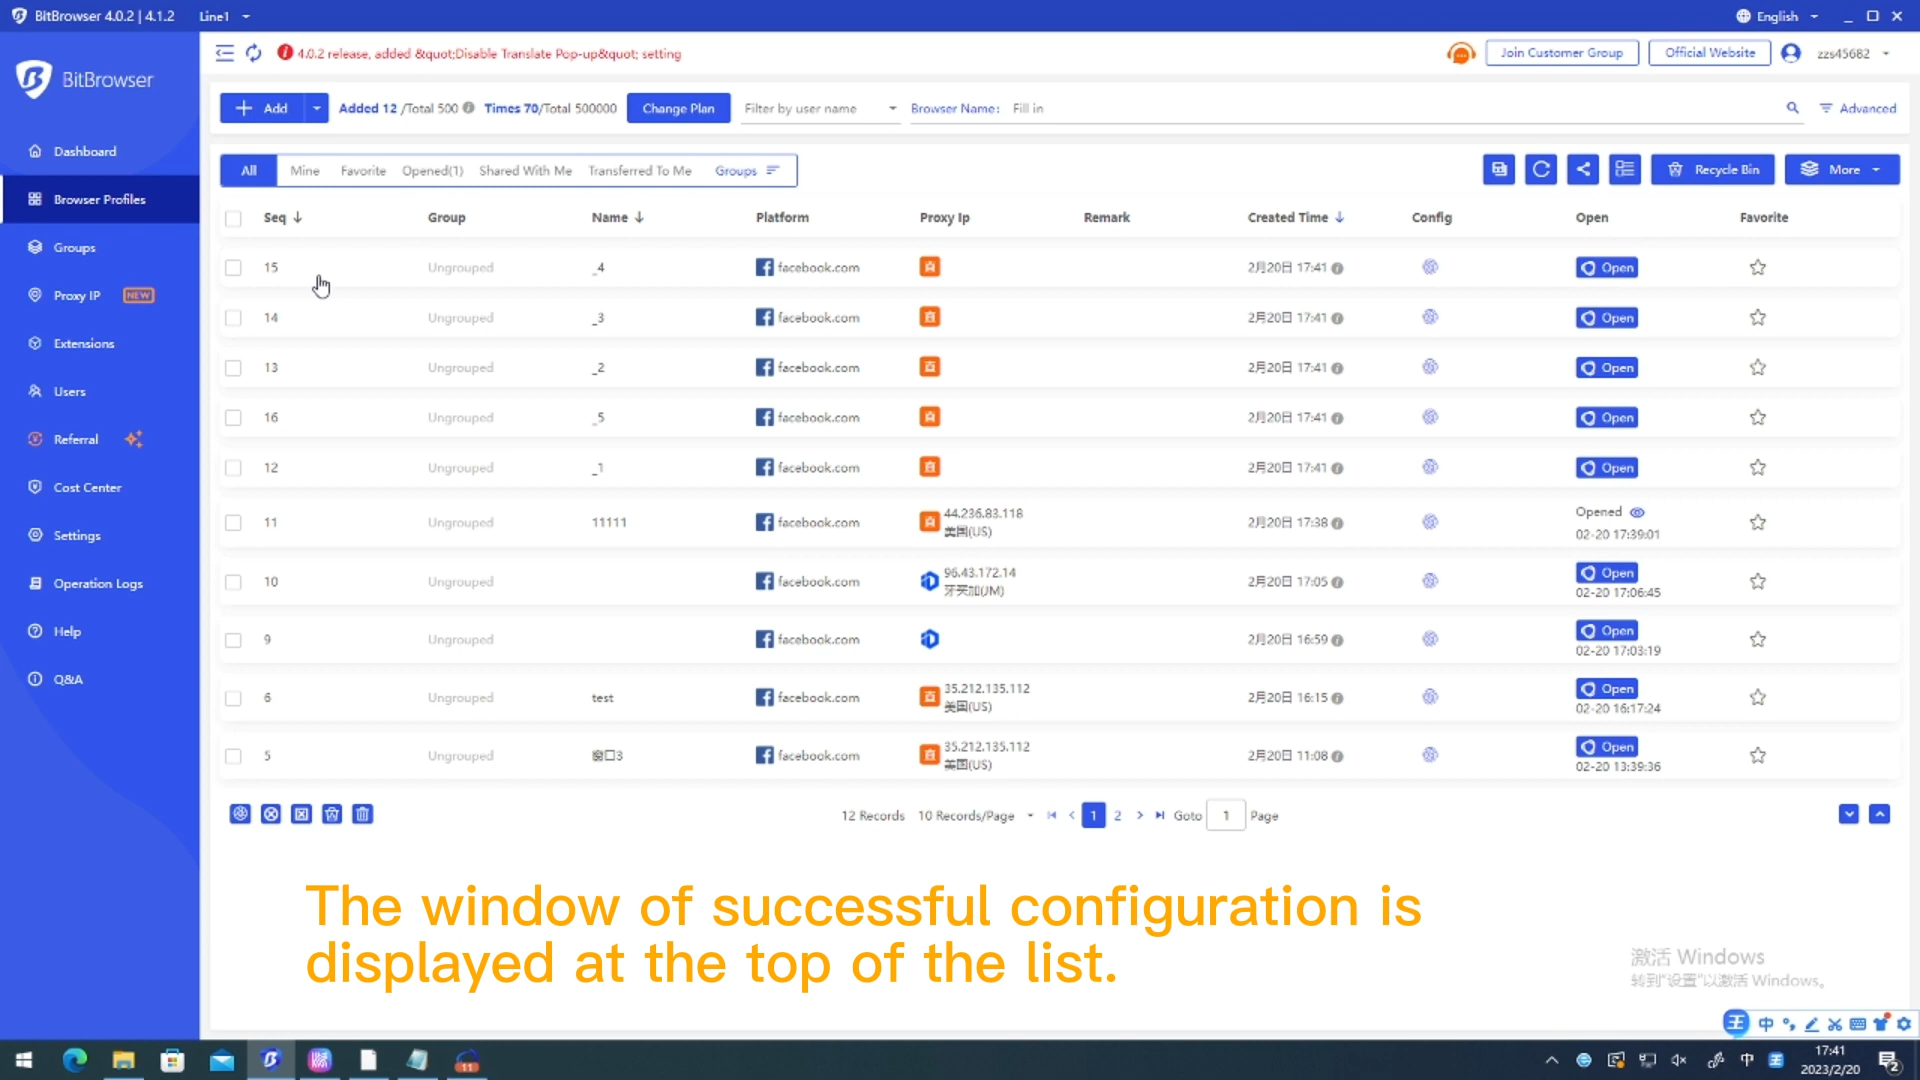 BitBrowser 4.0.2 | 4.1.2 Line1 English
4.0.2 release, added &quot;Disable Translate Pop-up&quot; setting Join Customer Group Official Website zzs45682
BitBrowser
Add Added 12 /Total 500 Times 70/Total 500000 Change Plan Filter by user name Browser Name: Fill in Advanced
All Mine Favorite Opened(1) Shared With Me Transferred To Me Groups Recycle Bin More
Dashboard
Browser Profiles
Groups
Proxy IP NEW
Extensions
Users
Referral
Cost Center
Settings
Operation Logs
Help
Q&A
Seq Group Name Platform Proxy Ip Remark Created Time Config Open Favorite
15 Ungrouped _4 facebook.com 2月20日 17:41 Open
14 Ungrouped _3 facebook.com 2月20日 17:41 Open
13 Ungrouped _2 facebook.com 2月20日 17:41 Open
16 Ungrouped _5 facebook.com 2月20日 17:41 Open
12 Ungrouped _1 facebook.com 2月20日 17:41 Open
11 Ungrouped 11111 facebook.com 44.236.83.118 2月20日 17:38 Opened
美国(US) 02-20 17:39:01
10 Ungrouped facebook.com 96.43.172.14 2月20日 17:05 Open
牙买加(JM) 02-20 17:06:45
9 Ungrouped facebook.com 2月20日 16:59 Open
02-20 17:03:19
6 Ungrouped test facebook.com 35.212.135.112 2月20日 16:15 Open
美国(US) 02-20 16:17:24
5 Ungrouped 窗口3 facebook.com 35.212.135.112 2月20日 11:08 Open
美国(US) 02-20 13:39:36
12 Records 10 Records/Page 1 2 Goto 1 Page
The window of successful configuration is
displayed at the top of the list.
激活 Windows
转到"设置"以激活 Windows。
王 中
11 中 17:41
2023/2/20 2